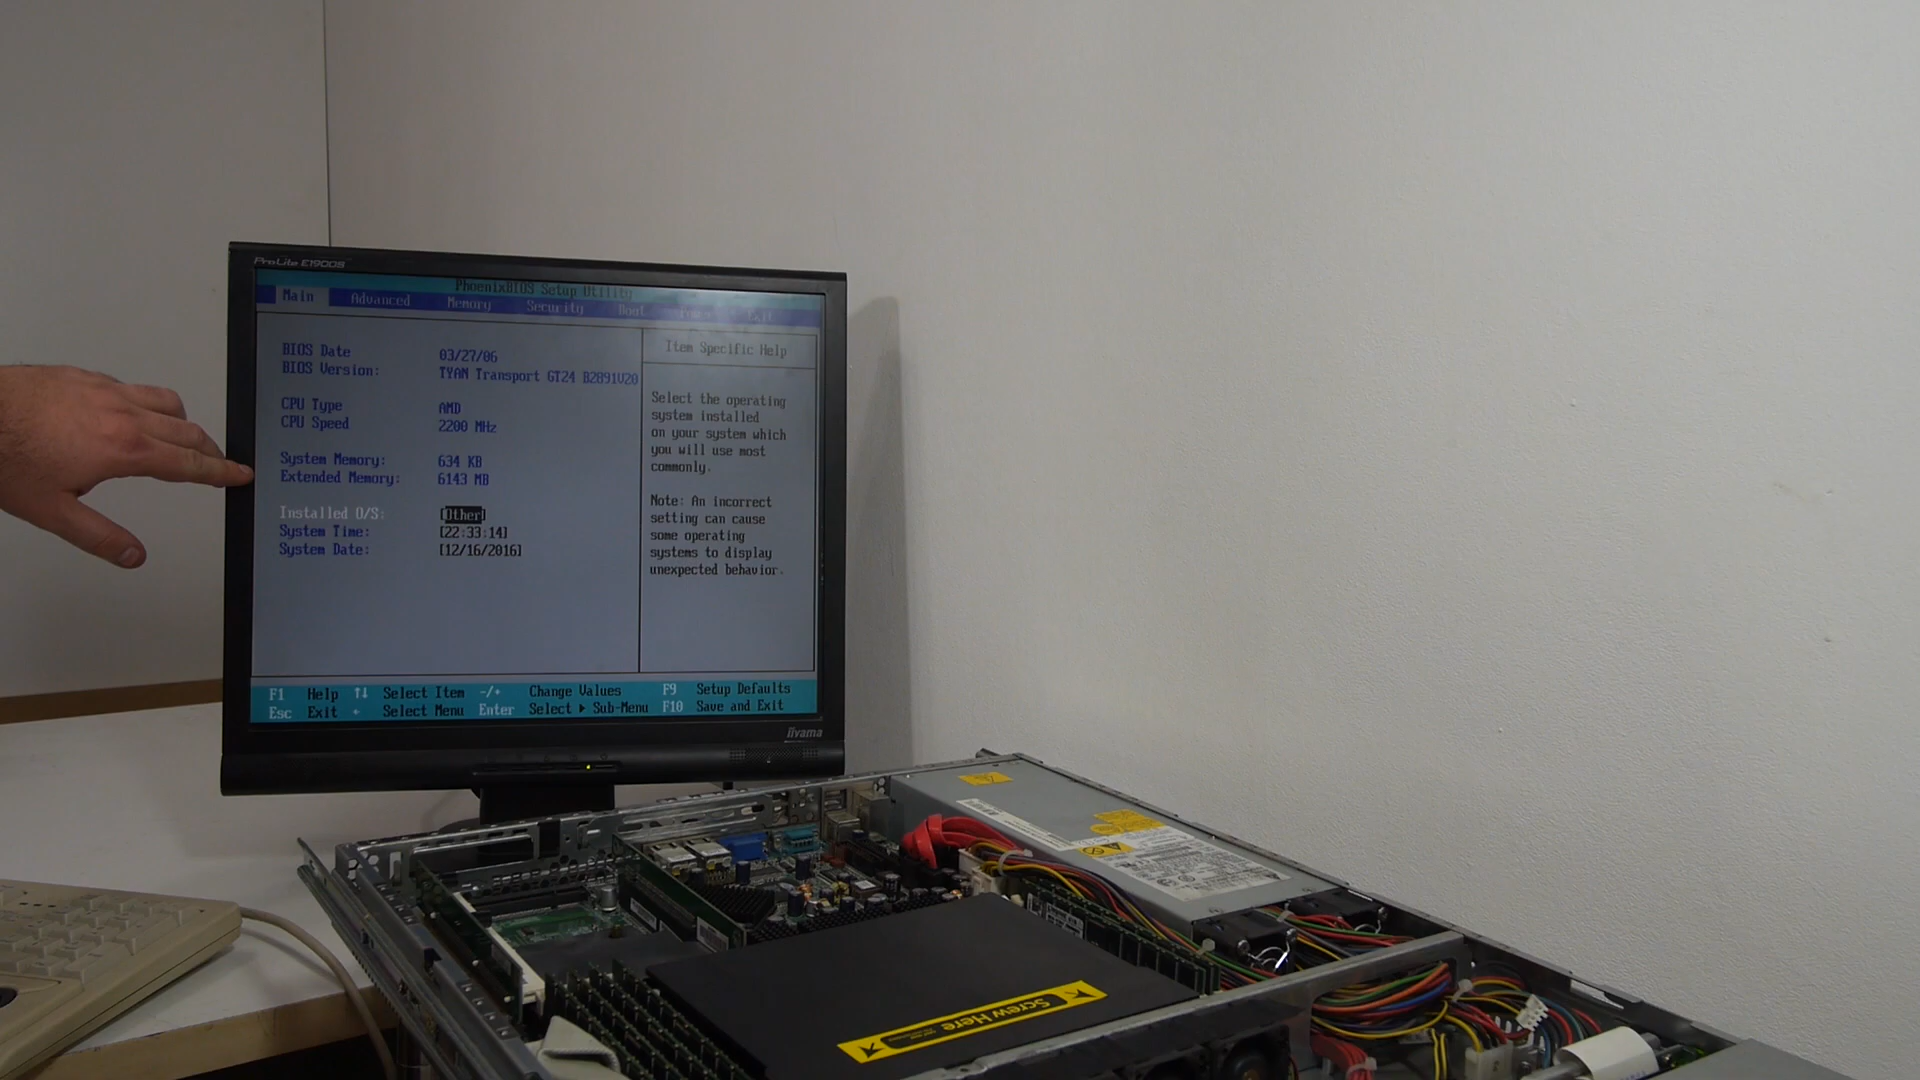 ProLite E1900S
PhoenixBIOS Setup Utility
Main Advanced Memory Security Boot Power Exit
BIOS Date 03/27/06
BIOS Version: TYAN Transport GT24 B2891V20
CPU Type AMD
CPU Speed 2200 MHz
System Memory: 634 KB
Extended Memory: 6143 MB
Installed O/S: [Other]
System Time: [22:33:14]
System Date: [12/16/2016]
Item Specific Help
Select the operating
system installed
on your system which
you will use most
commonly.
Note: An incorrect
setting can cause
some operating
systems to display
unexpected behavior.
F1 Help ↑↓ Select Item -/+ Change Values F9 Setup Defaults
Esc Exit ← Select Menu Enter Select ▶ Sub-Menu F10 Save and Exit
iiyama
Screw Here